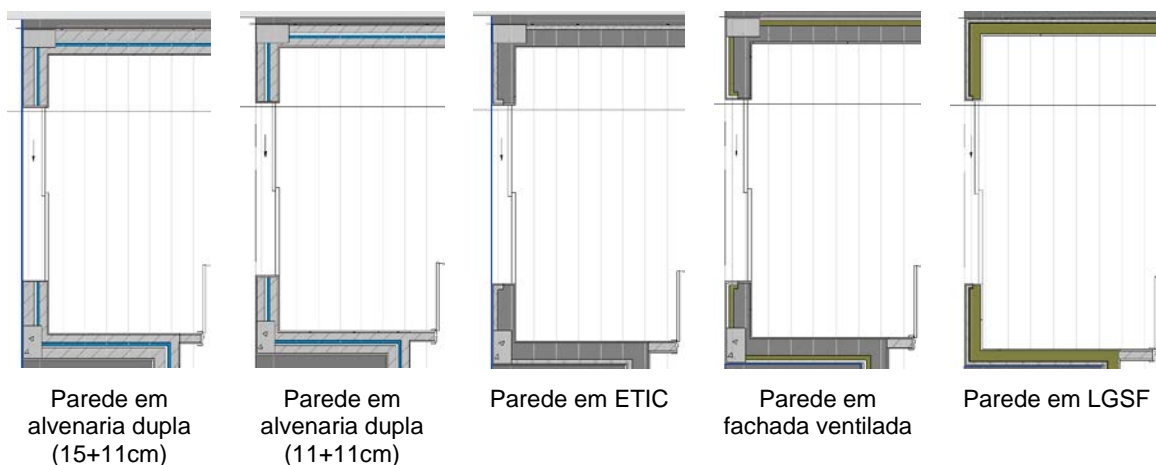 Parede em
alvenaria dupla
(15+11cm)
Parede em
alvenaria dupla
(11+11cm)
Parede em ETIC
Parede em
fachada ventilada
Parede em LGSF